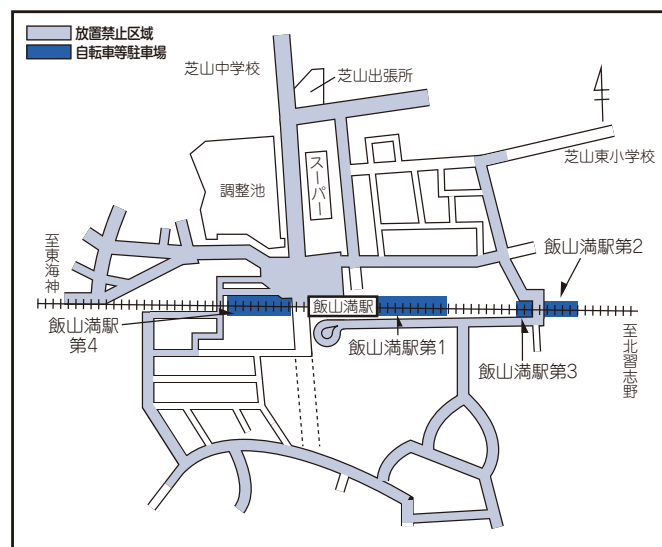 放置禁止区域
自転車等駐車場
芝山中学校
芝山出張所
芝山東小学校
スーパー
調整池
至東海神
飯山満駅第2
飯山満駅
飯山満駅
第4
飯山満駅第1
飯山満駅第3
至北習志野